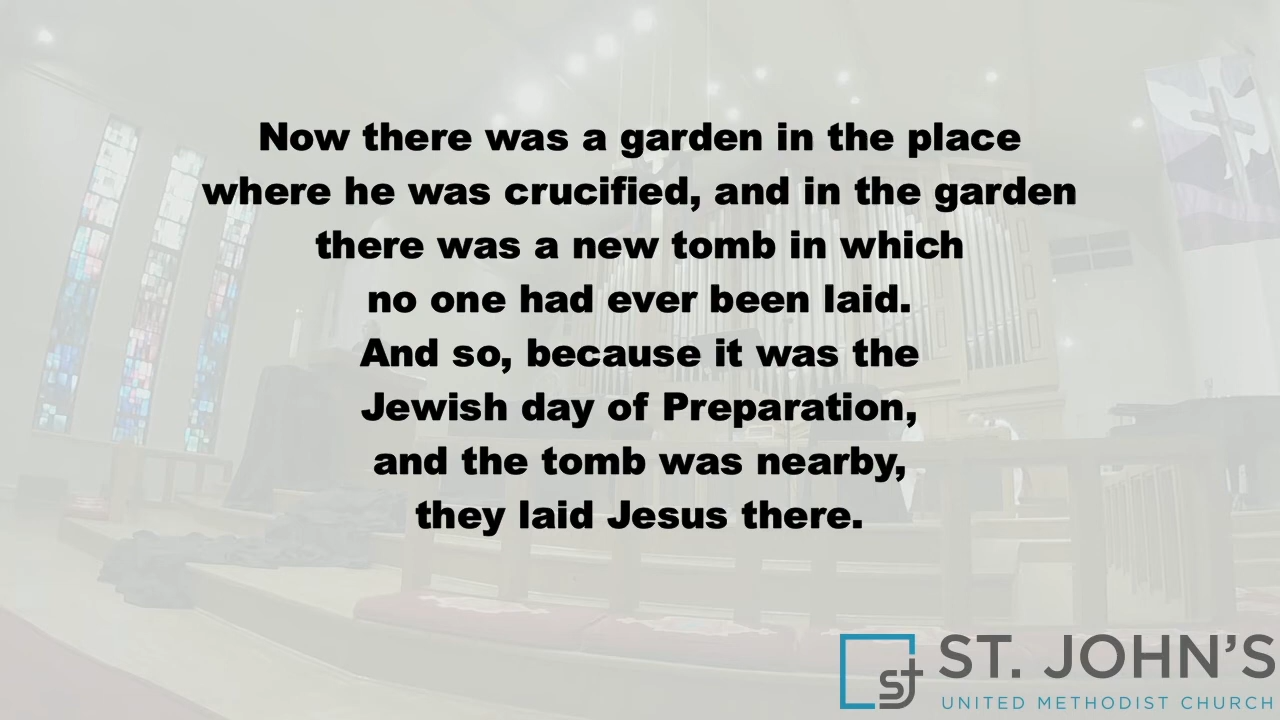 Now there was a garden in the place
where he was crucified, and in the garden
there was a new tomb in which
no one had ever been laid.
And so, because it was the
Jewish day of Preparation,
and the tomb was nearby,
they laid Jesus there.
ST. JOHN'S
UNITED METHODIST CHURCH